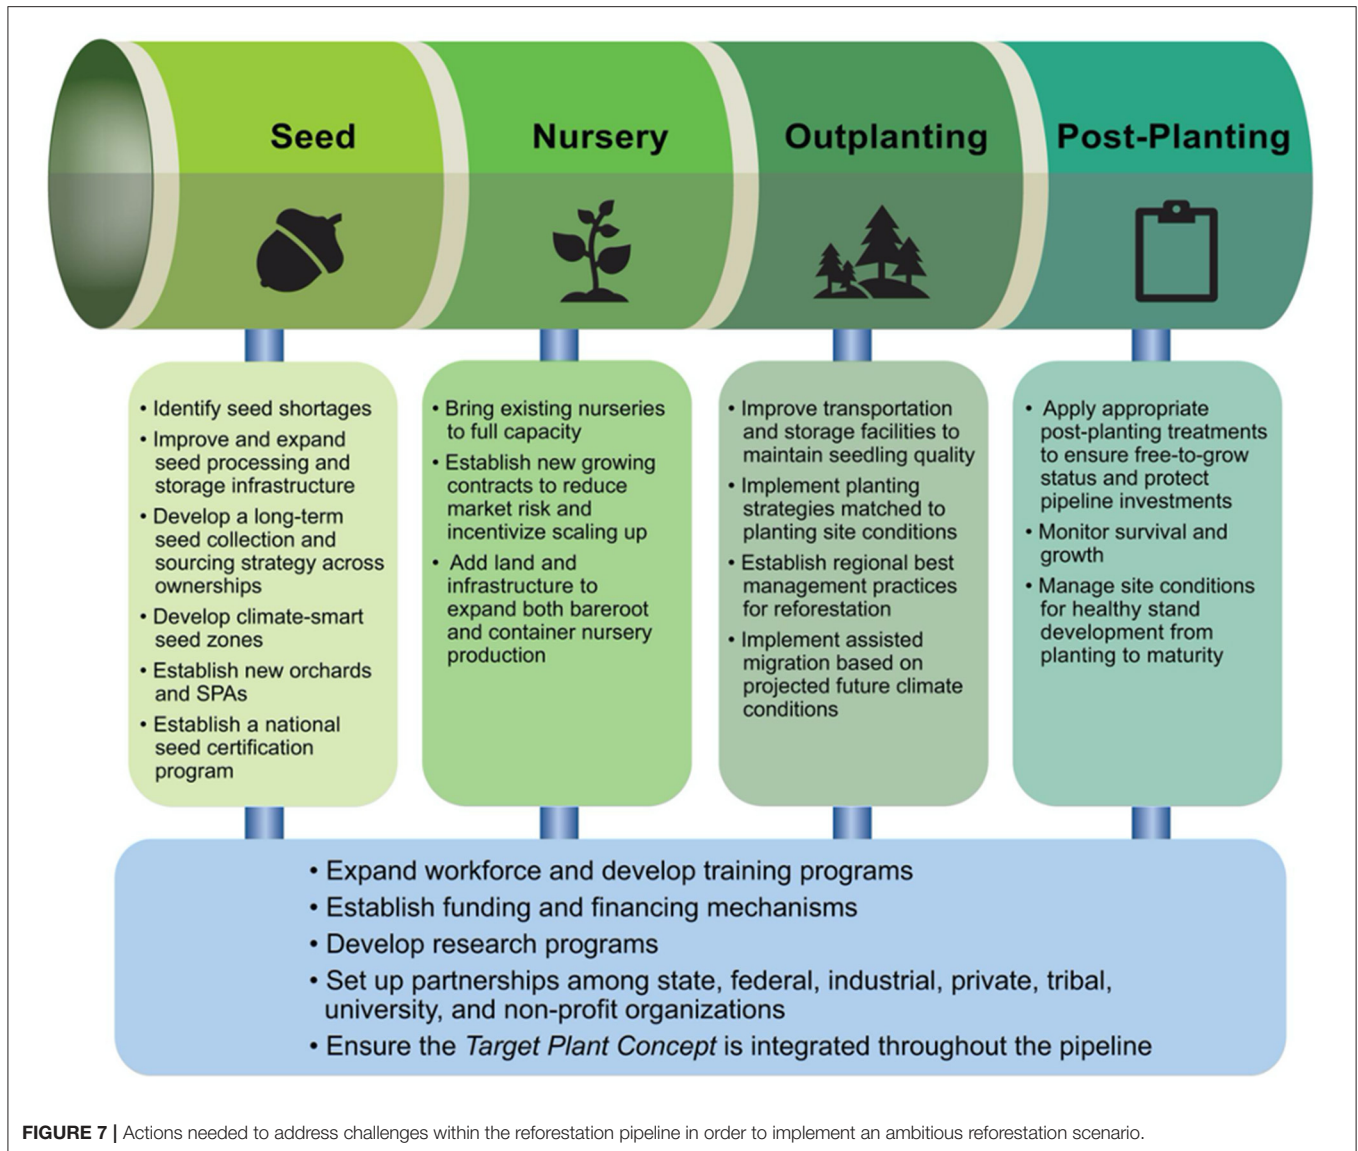 Seed
Nursery
Outplanting
Post-Planting
• Identify seed shortages
• Improve and expand
seed processing and
storage infrastructure
• Develop a long-term
seed collection and
sourcing strategy across
ownerships
• Develop climate-smart
seed zones
• Establish new orchards
and SPAs
• Establish a national
seed certification
program
• Bring existing nurseries
to full capacity
• Establish new growing
contracts to reduce
market risk and
incentivize scaling up
• Add land and
infrastructure to
expand both bareroot
and container nursery
production
• Improve transportation
and storage facilities to
maintain seedling quality
• Implement planting
strategies matched to
planting site conditions
• Establish regional best
management practices
for reforestation
• Implement assisted
migration based on
projected future climate
conditions
• Apply appropriate
post-planting treatments
to ensure free-to-grow
status and protect
pipeline investments
• Monitor survival and
growth
• Manage site conditions
for healthy stand
development from
planting to maturity
• Expand workforce and develop training programs
• Establish funding and financing mechanisms
• Develop research programs
• Set up partnerships among state, federal, industrial, private, tribal,
university, and non-profit organizations
• Ensure the Target Plant Concept is integrated throughout the pipeline
FIGURE 7 | Actions needed to address challenges within the reforestation pipeline in order to implement an ambitious reforestation scenario.